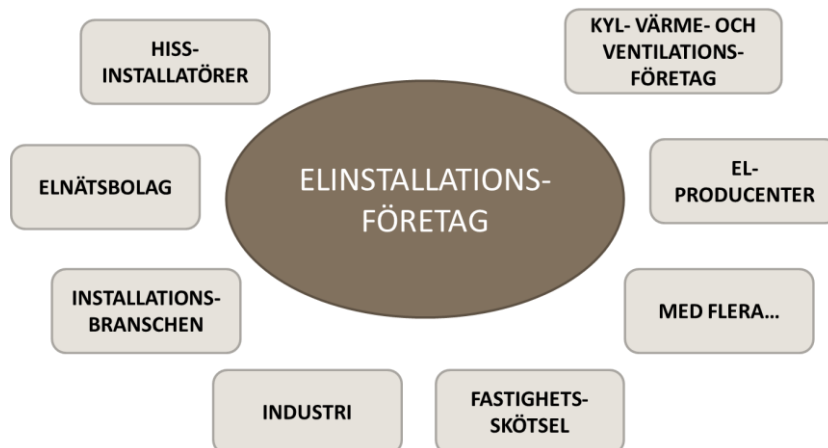 HISS-
INSTALLATÖRER
KYL- VÄRME- OCH
VENTILATIONS-
FÖRETAG
ELNÄTSBOLAG
ELINSTALLATIONS-
FÖRETAG
EL-
PRODUCENTER
INSTALLATIONS-
BRANSCHEN
MED FLERA...
INDUSTRI
FASTIGHETS-
SKÖTSEL